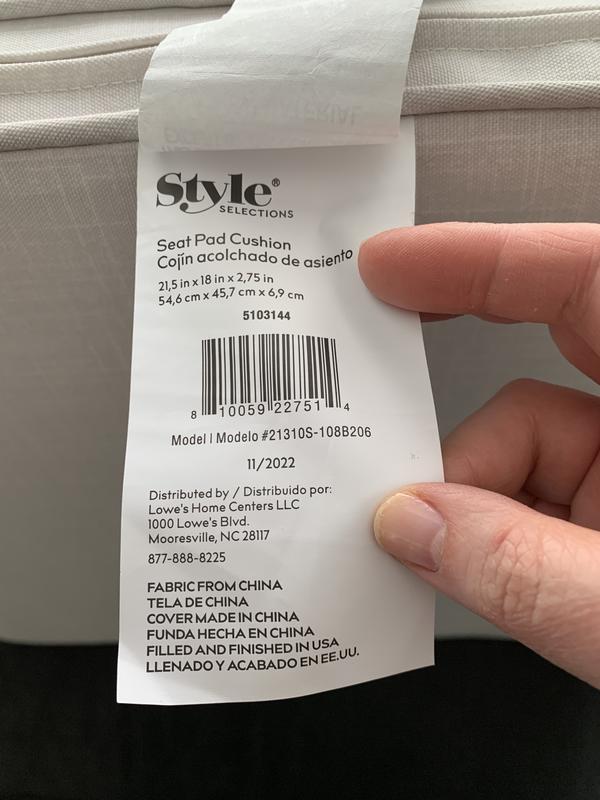 Style®
SELECTIONS
Seat Pad Cushion
Cojín acolchado de asiento
21,5 in x 18 in x 2,75 in
54,6 cm x 45,7 cm x 6,9 cm
5103144
8 10059 22751 4
Model | Modelo #21310S-108B206
11/2022
Distributed by / Distribuido por:
Lowe's Home Centers LLC
1000 Lowe's Blvd.
Mooresville, NC 28117
877-888-8225
FABRIC FROM CHINA
TELA DE CHINA
COVER MADE IN CHINA
FUNDA HECHA EN CHINA
FILLED AND FINISHED IN USA
LLENADO Y ACABADO EN EE.UU.